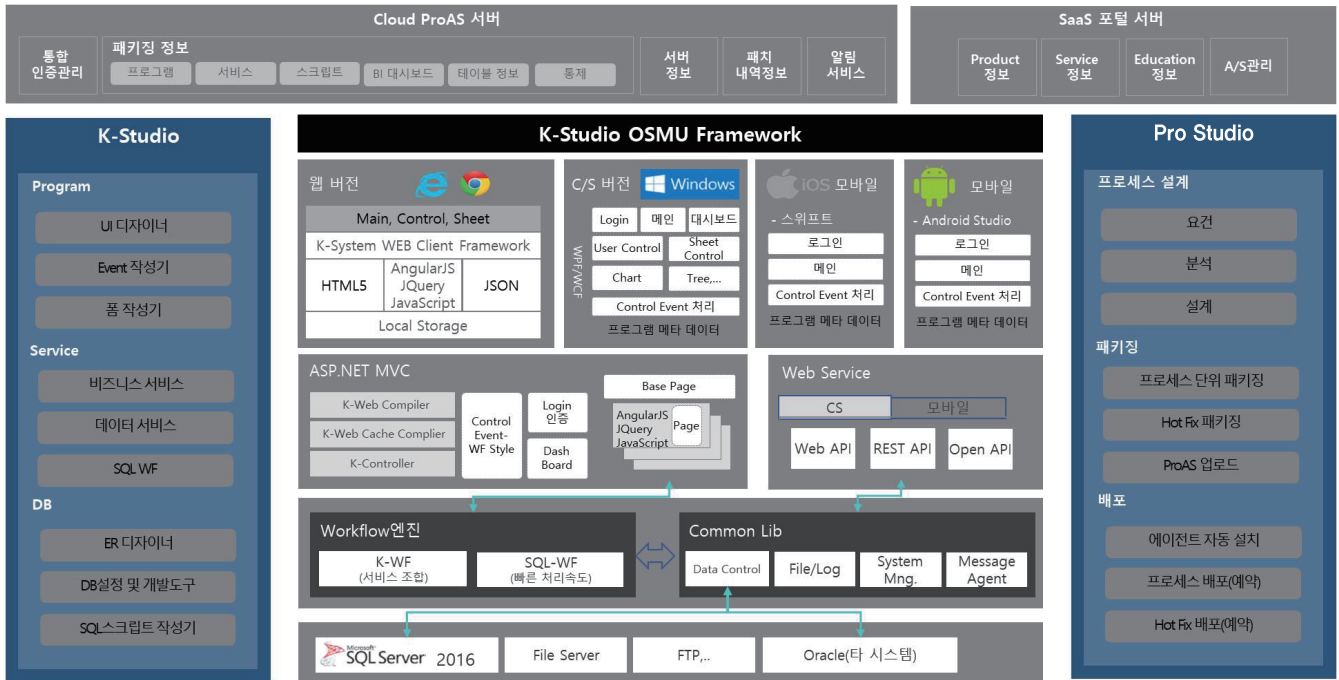 Cloud ProAS 서버
통합
인증관리
패키징 정보
프로그램
서비스
스크립트
BI 대시보드
테이블 정보
통제
서버
정보
패치
내역정보
알림
서비스
SaaS 포털 서버
Product
정보
Service
정보
Education
정보
A/S관리
K-Studio
Program
UI 디자이너
Event 작성기
폼 작성기
Service
비즈니스 서비스
데이터 서비스
SQL WF
DB
ER 디자이너
DB설정 및 개발도구
SQL스크립트 작성기
K-Studio OSMU Framework
웹 버전
Main, Control, Sheet
K-System WEB Client Framework
HTML5
AngularJS
JQuery
JavaScript
JSON
Local Storage
C/S 버전
Windows
WPF/WCF
Login
메인
대시보드
User Control
Sheet
Control
Chart
Tree,...
Control Event 처리
프로그램 메타 데이터
iOS 모바일
- 스위프트
로그인
메인
Control Event 처리
프로그램 메타 데이터
모바일
- Android Studio
로그인
메인
Control Event 처리
프로그램 메타 데이터
ASP.NET MVC
K-Web Compiler
K-Web Cache Complier
K-Controller
Control
Event-
WF Style
Login
인증
Dash
Board
Base Page
AngularJS
JQuery
JavaScript
Page
Web Service
CS
모바일
Web API
REST API
Open API
Workflow엔진
K-WF
(서비스 조합)
SQL-WF
(빠른 처리속도)
Common Lib
Data Control
File/Log
System
Mng.
Message
Agent
Microsoft
SQL Server 2016
File Server
FTP,..
Oracle(타 시스템)
Pro Studio
프로세스 설계
요건
분석
설계
패키징
프로세스 단위 패키징
Hot Fix 패키징
ProAS 업로드
배포
에이전트 자동 설치
프로세스 배포(예약)
Hot Fix 배포(예약)